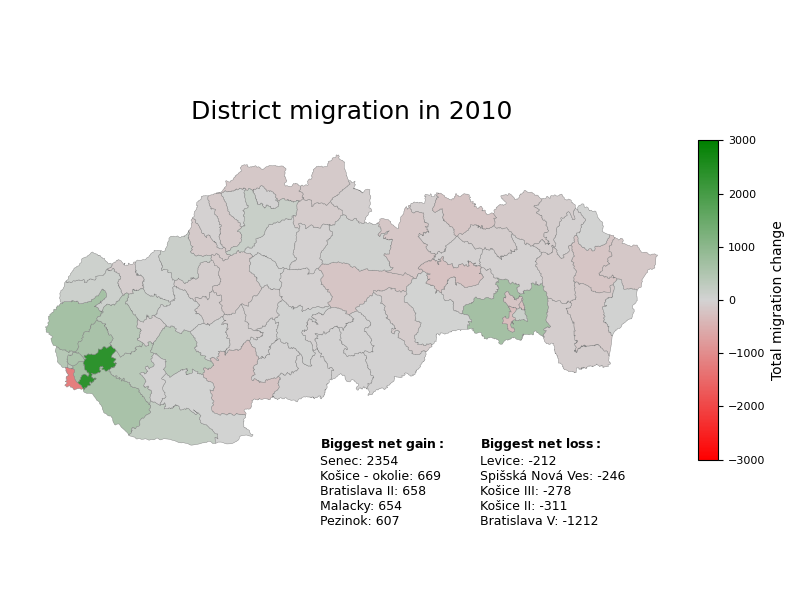 District migration in 2010
3000
2000
1000
0
−1000
−2000
−3000
Total migration change
Biggest net gain :
Senec: 2354
Košice - okolie: 669
Bratislava II: 658
Malacky: 654
Pezinok: 607
Biggest net loss :
Levice: -212
Spišská Nová Ves: -246
Košice III: -278
Košice II: -311
Bratislava V: -1212